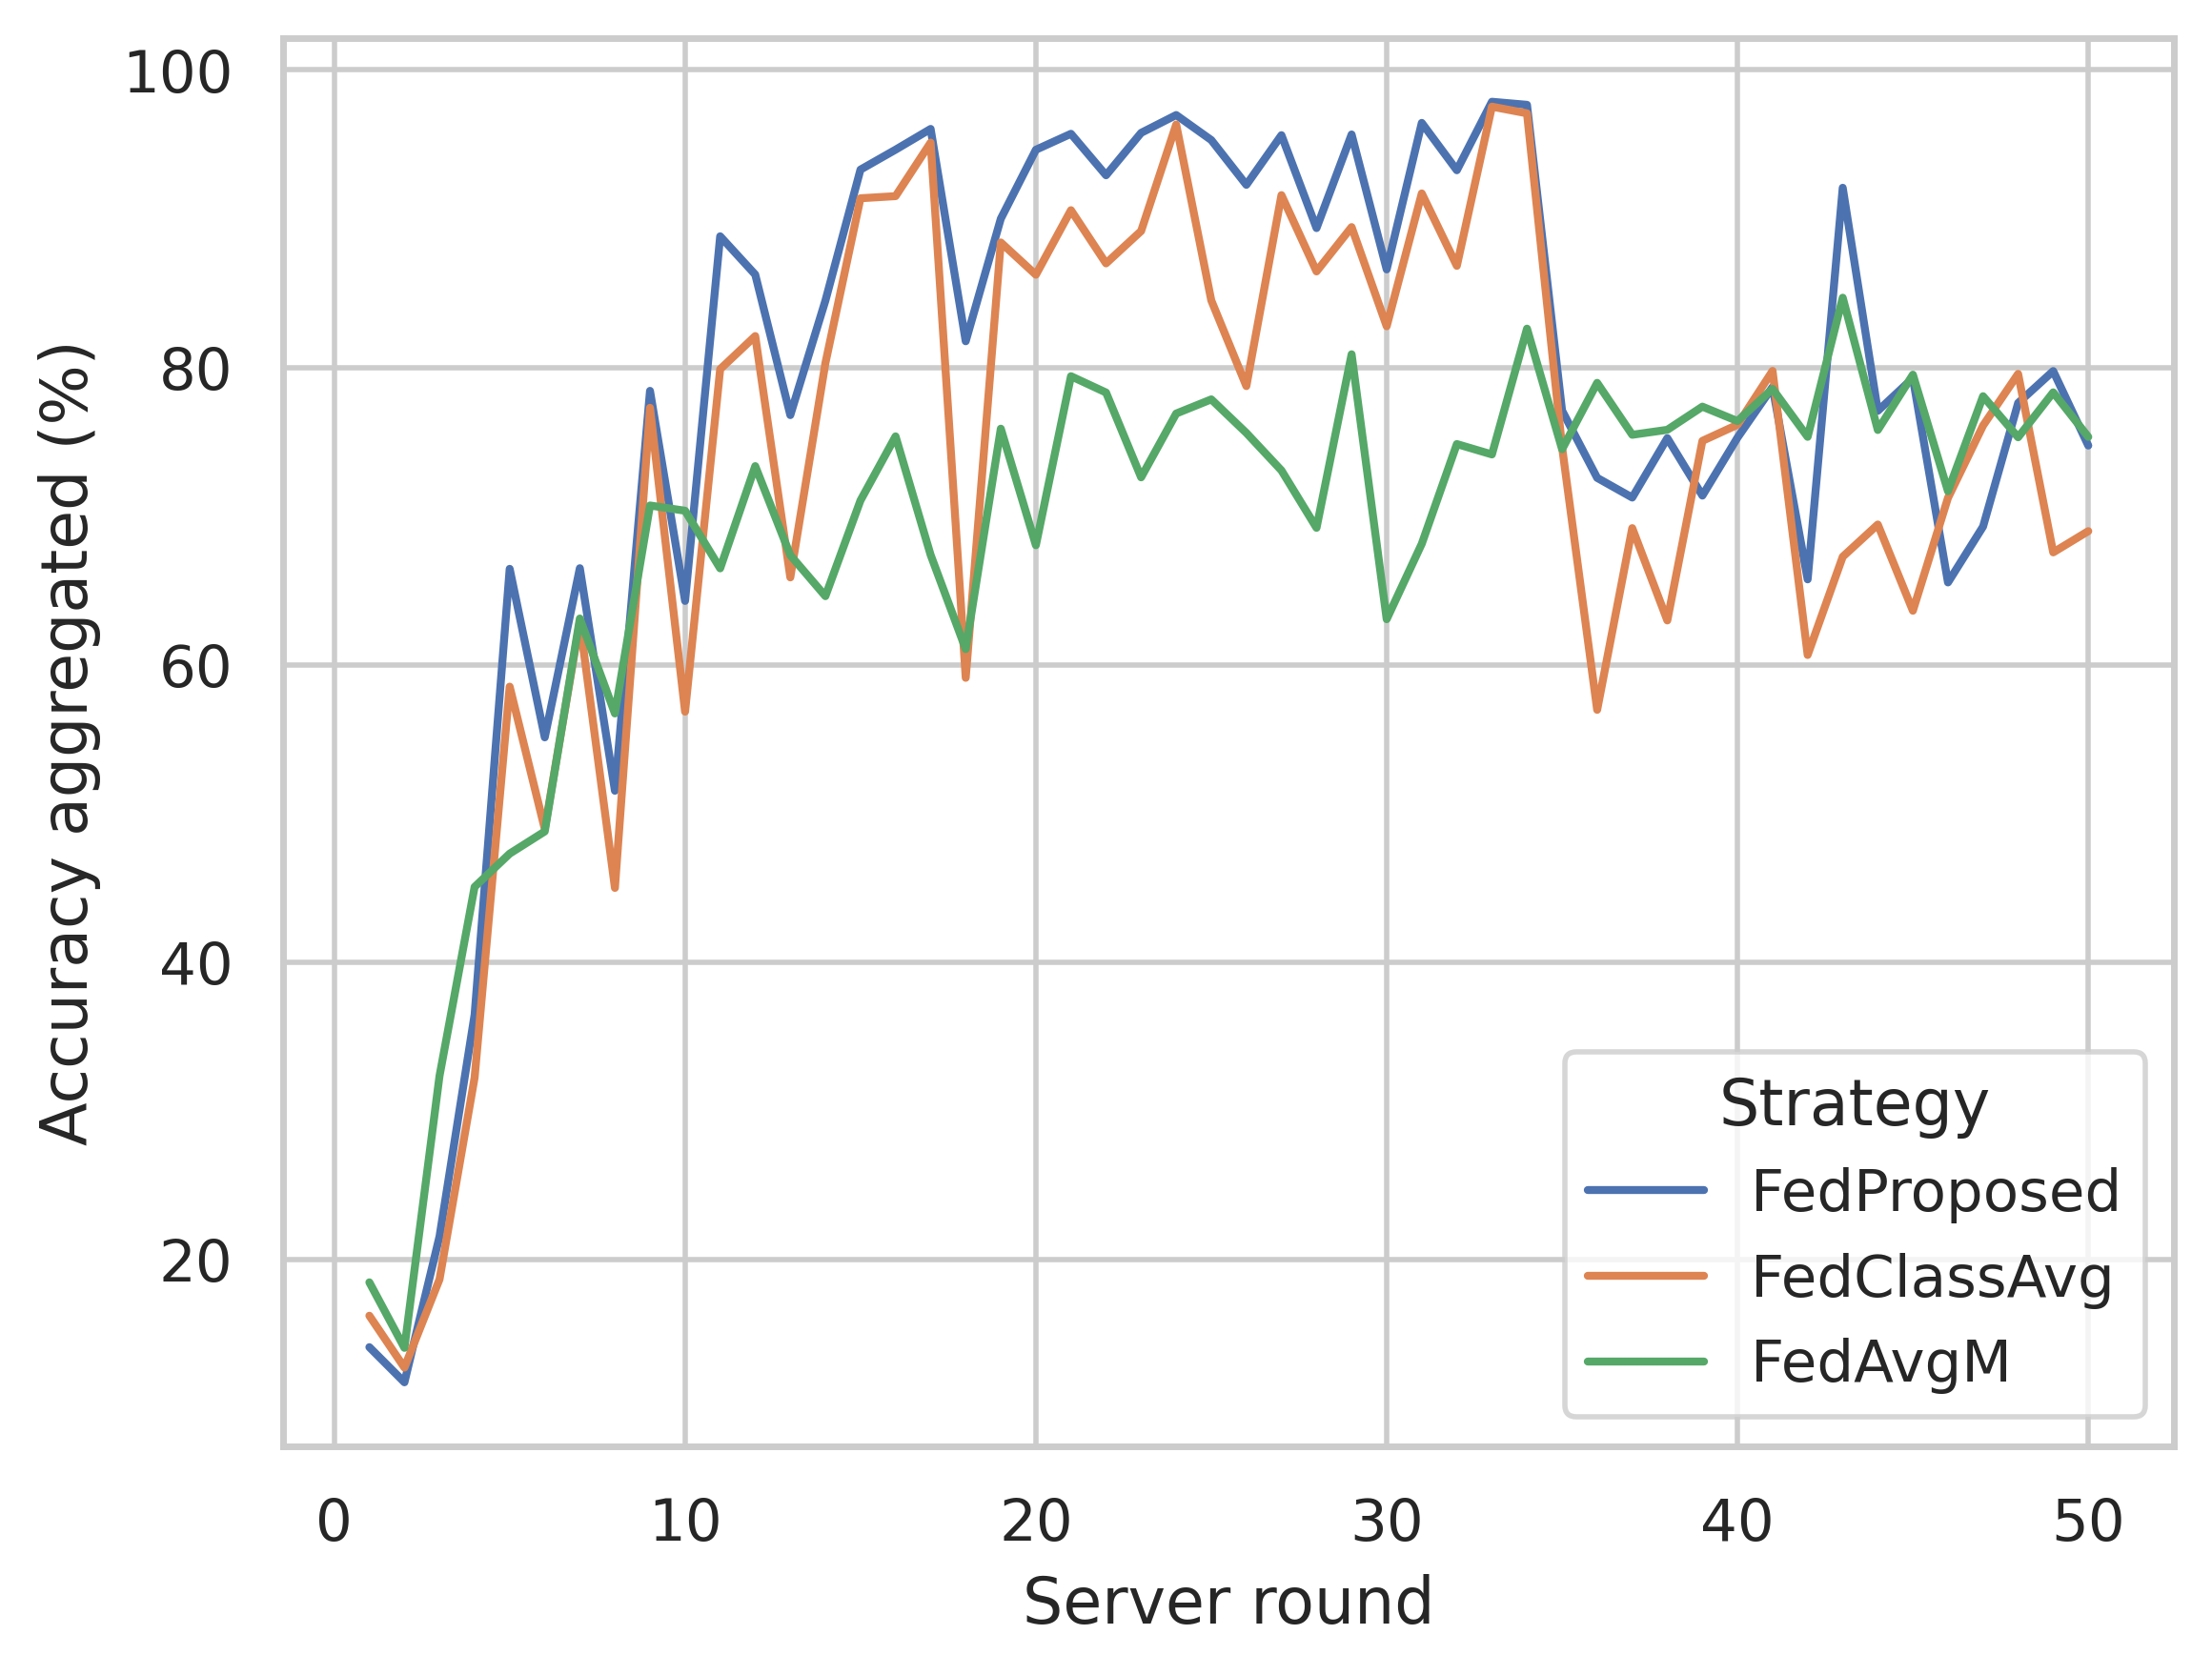 100
80
60
40
20
Accuracy aggregated (%)
0 10 20 30 40 50
Server round
Strategy
FedProposed
FedClassAvg
FedAvgM